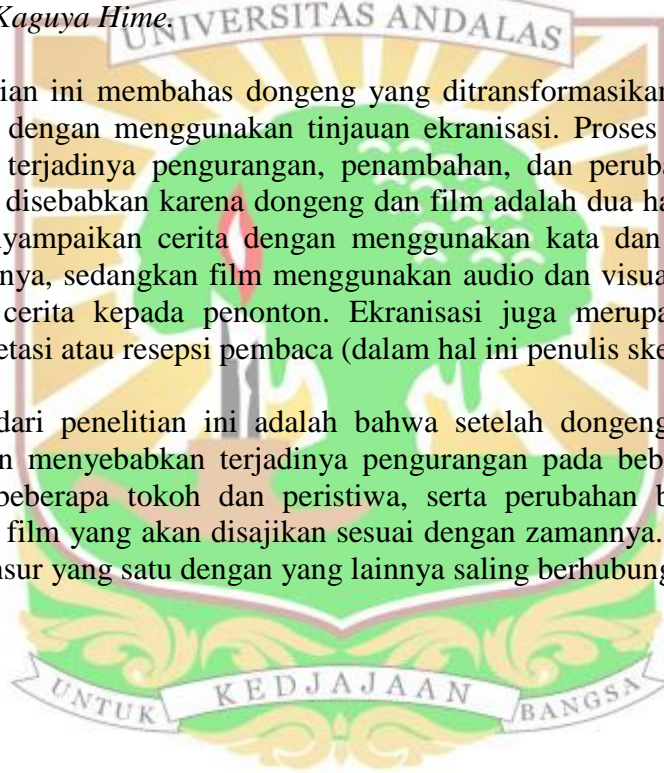 Kaguya Hime.
UNIVERSITAS ANDALAS
ian ini membahas dongeng yang ditransformasikan
dengan menggunakan tinjauan ekranisasi. Proses
terjadinya pengurangan, penambahan, dan peruba
disebabkan karena dongeng dan film adalah dua ha
nyampaikan cerita dengan menggunakan kata dan
nya, sedangkan film menggunakan audio dan visua
cerita kepada penonton. Ekranisasi juga merupa
etasi atau resepsi pembaca (dalam hal ini penulis ske
dari penelitian ini adalah bahwa setelah dongeng
n menyebabkan terjadinya pengurangan pada beb
beberapa tokoh dan peristiwa, serta perubahan b
film yang akan disajikan sesuai dengan zamannya.
nsur yang satu dengan yang lainnya saling berhubung
UNTUK KEDJAJAAN BANGSA